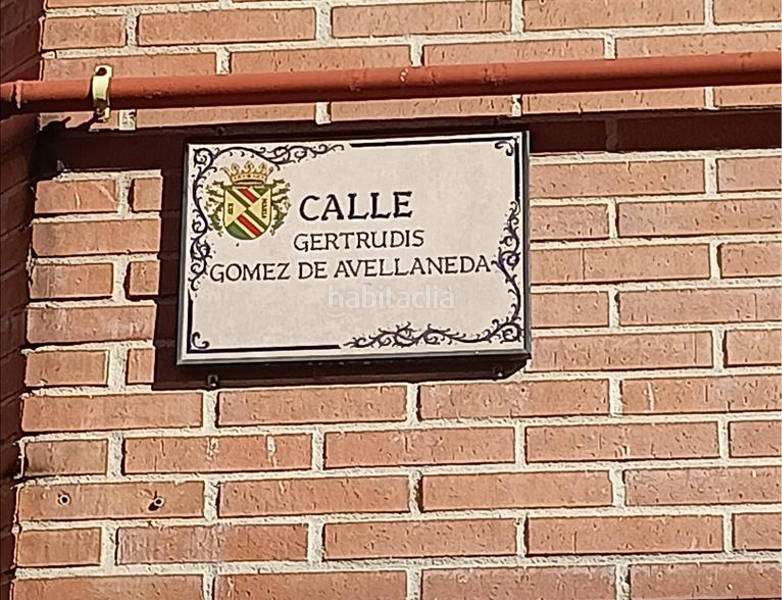 CALLE
GERTRUDIS
GOMEZ DE AVELLANEDA
habitaclia